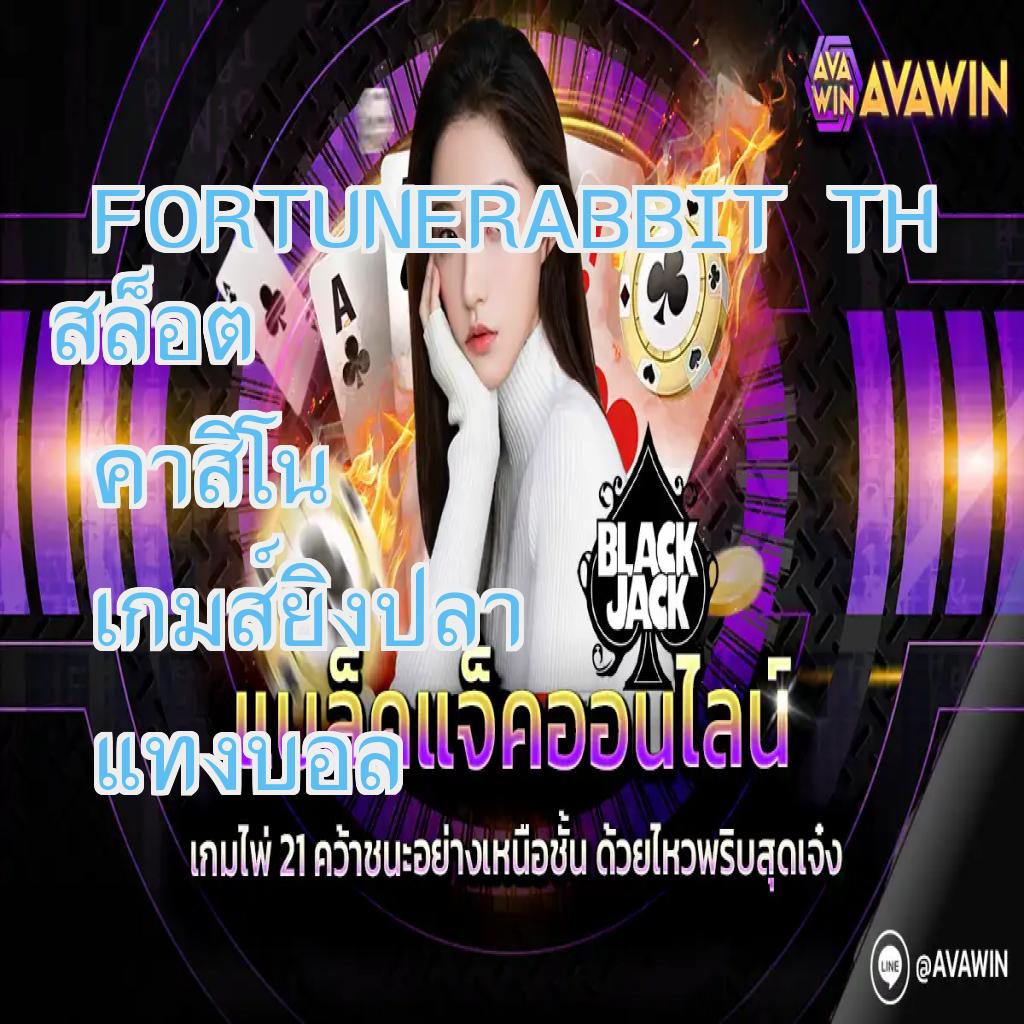 AVA
WIN
AVAWIN
FORTUNERABBIT TH
สล็อต
คาสิโน
เกมส์ยิงปลา
BLACK
JACK
แบล็คแจ็คออนไลน์
แทงบอล
เกมไพ่ 21 คว้าชนะอย่างเหนือชั้น ด้วยไหวพริบสุดเจ๋ง
LINE @AVAWIN
A